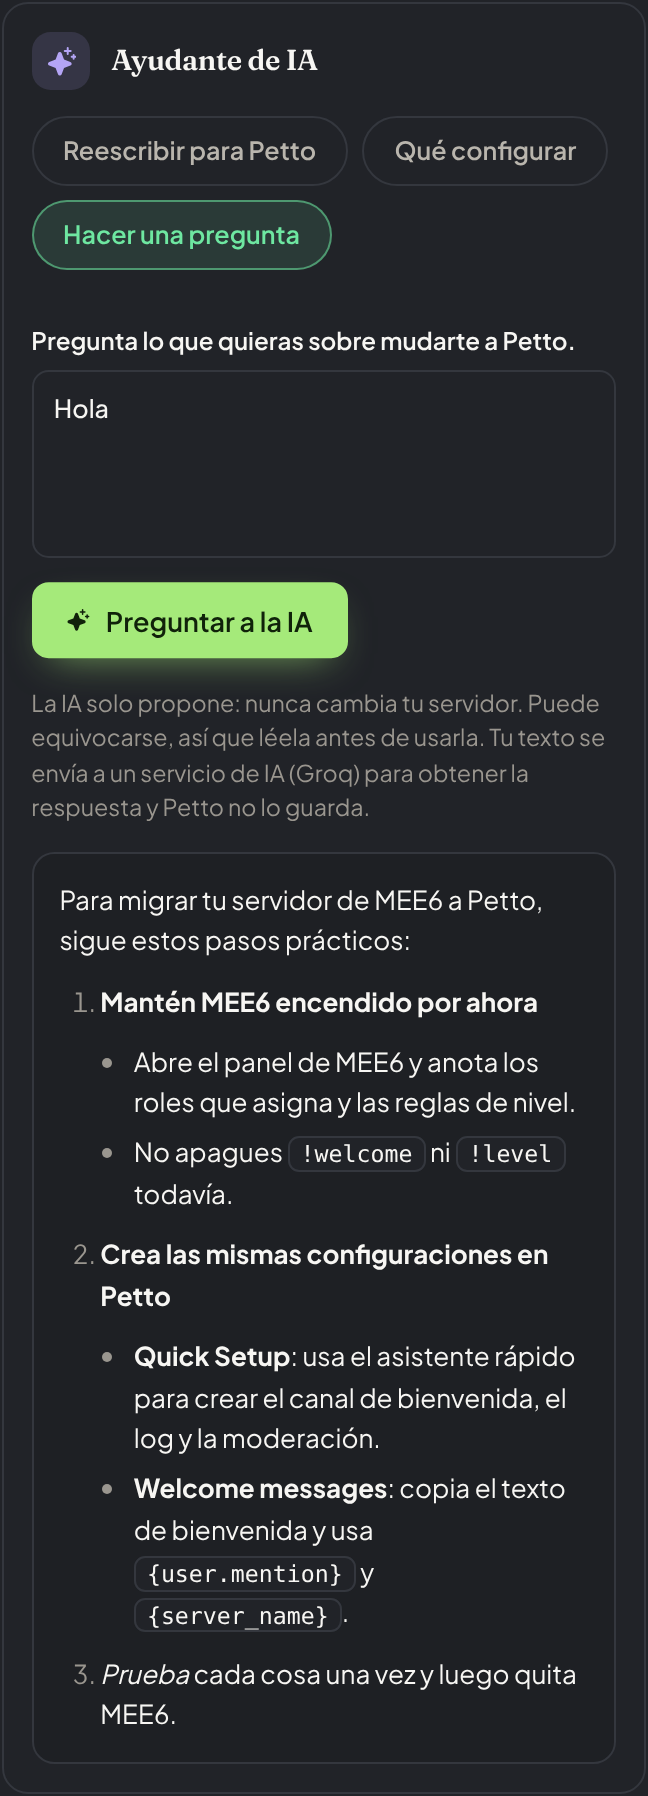 Ayudante de IA
Reescribir para Petto
Qué configurar
Hacer una pregunta
Pregunta lo que quieras sobre mudarte a Petto.
Hola
Preguntar a la IA
La IA solo propone: nunca cambia tu servidor. Puede
equivocarse, así que léela antes de usarla. Tu texto se
envía a un servicio de IA (Groq) para obtener la
respuesta y Petto no lo guarda.
Para migrar tu servidor de MEE6 a Petto,
sigue estos pasos prácticos:
1. Mantén MEE6 encendido por ahora
• Abre el panel de MEE6 y anota los
roles que asigna y las reglas de nivel.
• No apagues !welcome ni !level
todavía.
2. Crea las mismas configuraciones en
Petto
• Quick Setup: usa el asistente rápido
para crear el canal de bienvenida, el
log y la moderación.
• Welcome messages: copia el texto
de bienvenida y usa
{user.mention} y
{server_name}.
3. Prueba cada cosa una vez y luego quita
MEE6.